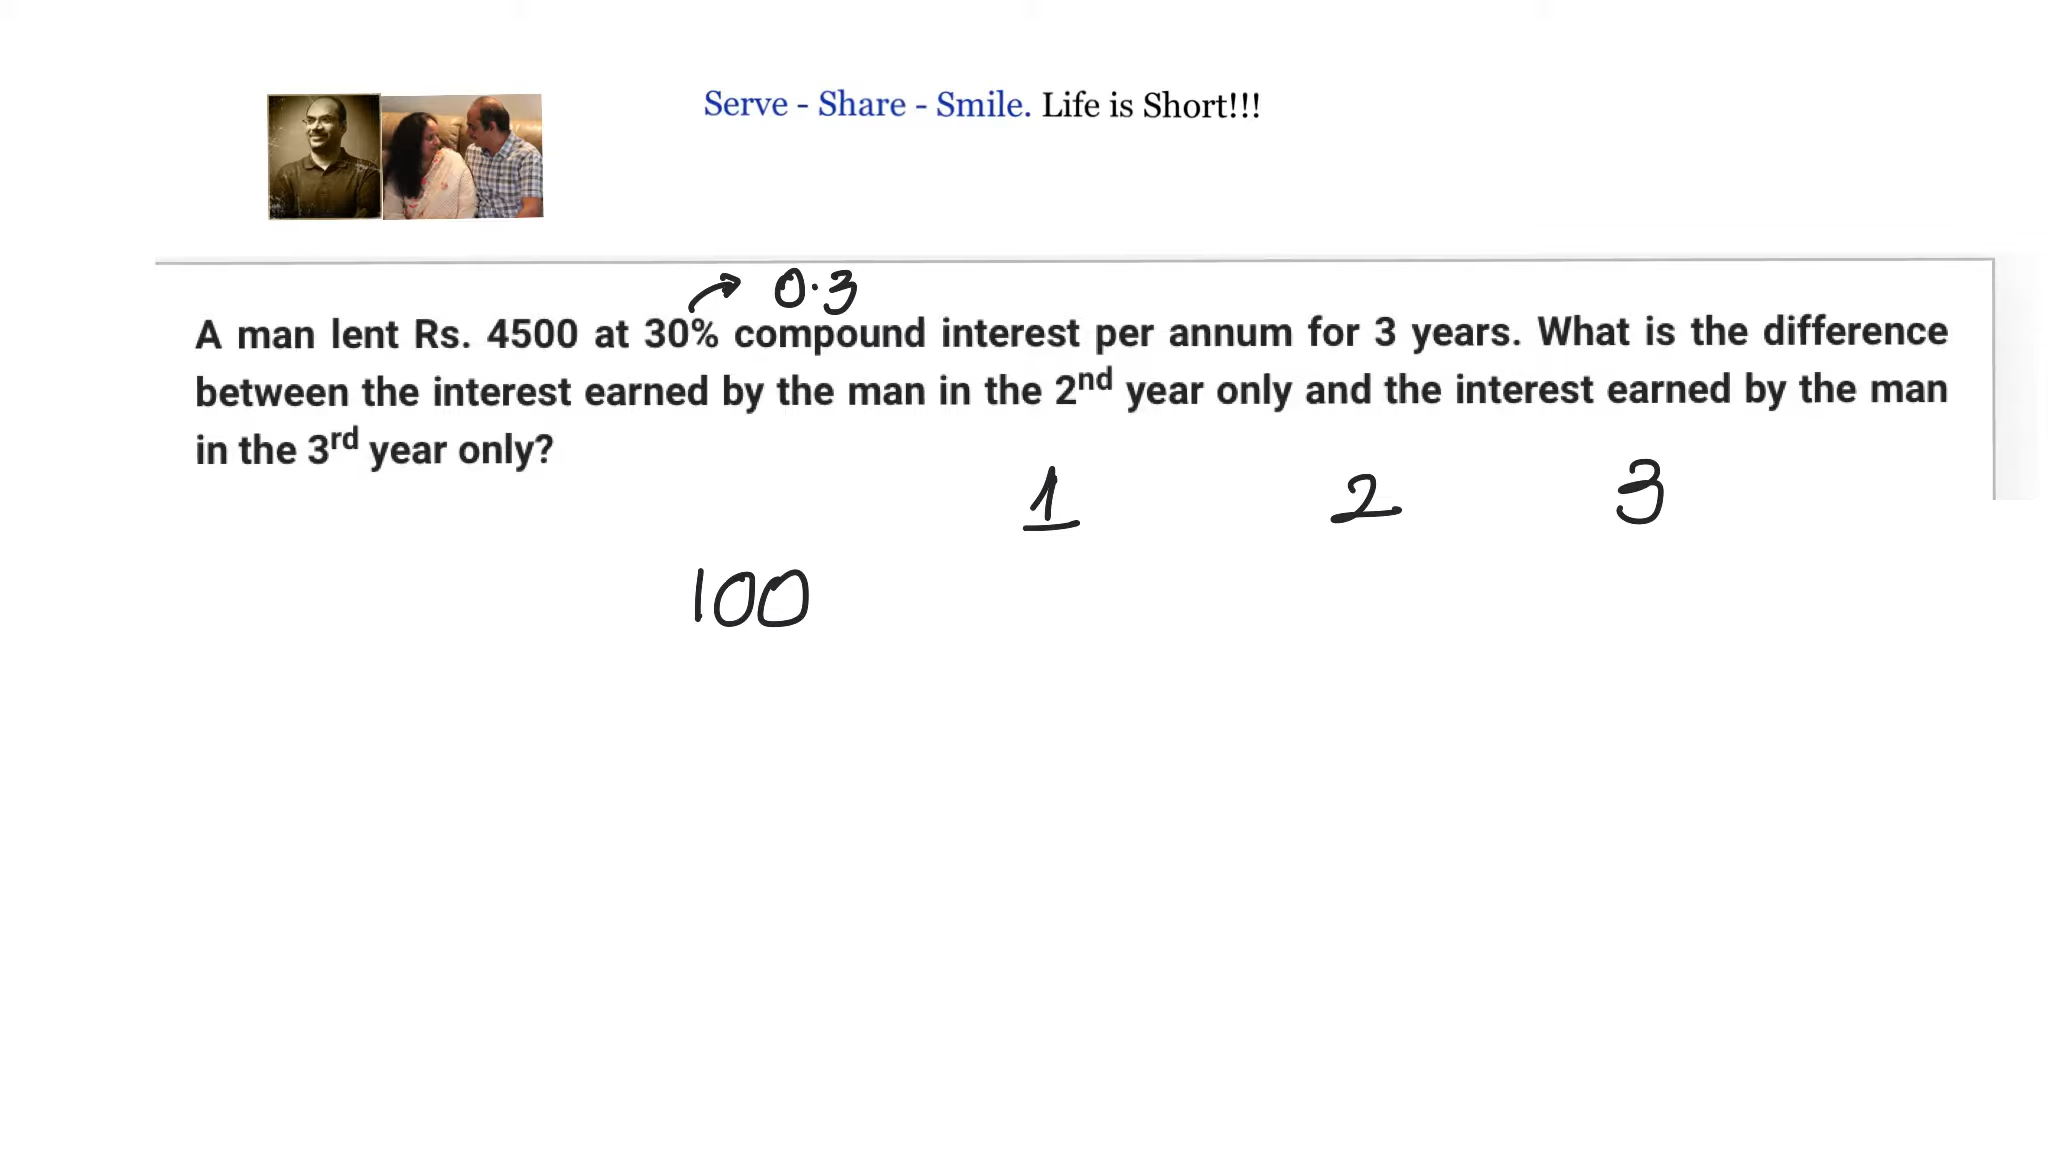 Serve - Share - Smile. Life is Short!!!
0.3
A man lent Rs. 4500 at 30% compound interest per annum for 3 years. What is the difference
between the interest earned by the man in the 2nd year only and the interest earned by the man
in the 3rd year only?
1 2 3
100